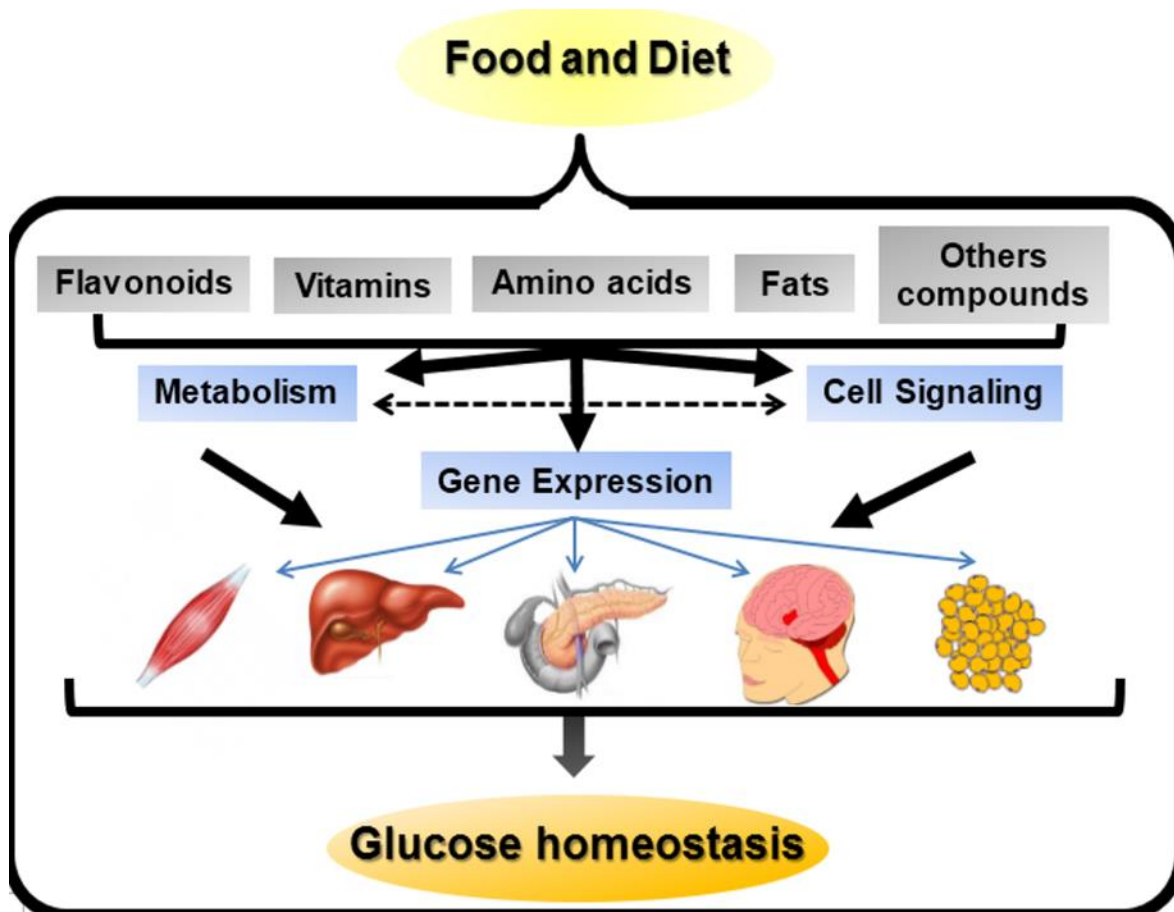 Food and Diet
Flavonoids
Vitamins
Amino acids
Fats
Others
compounds
Metabolism
Cell Signaling
Gene Expression
Glucose homeostasis